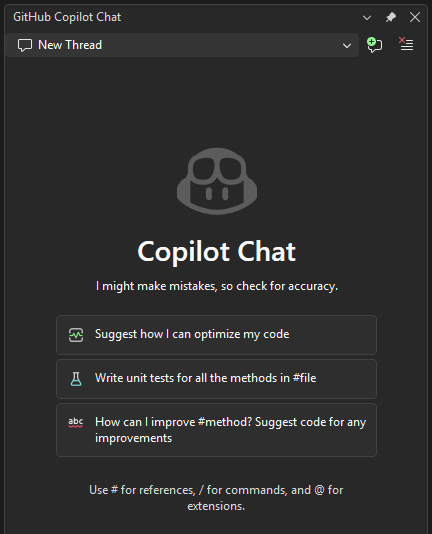 GitHub Copilot Chat
New Thread
Copilot Chat
I might make mistakes, so check for accuracy.
Suggest how I can optimize my code
Write unit tests for all the methods in #file
abc
How can I improve #method? Suggest code for any
improvements
Use # for references, / for commands, and @ for
extensions.